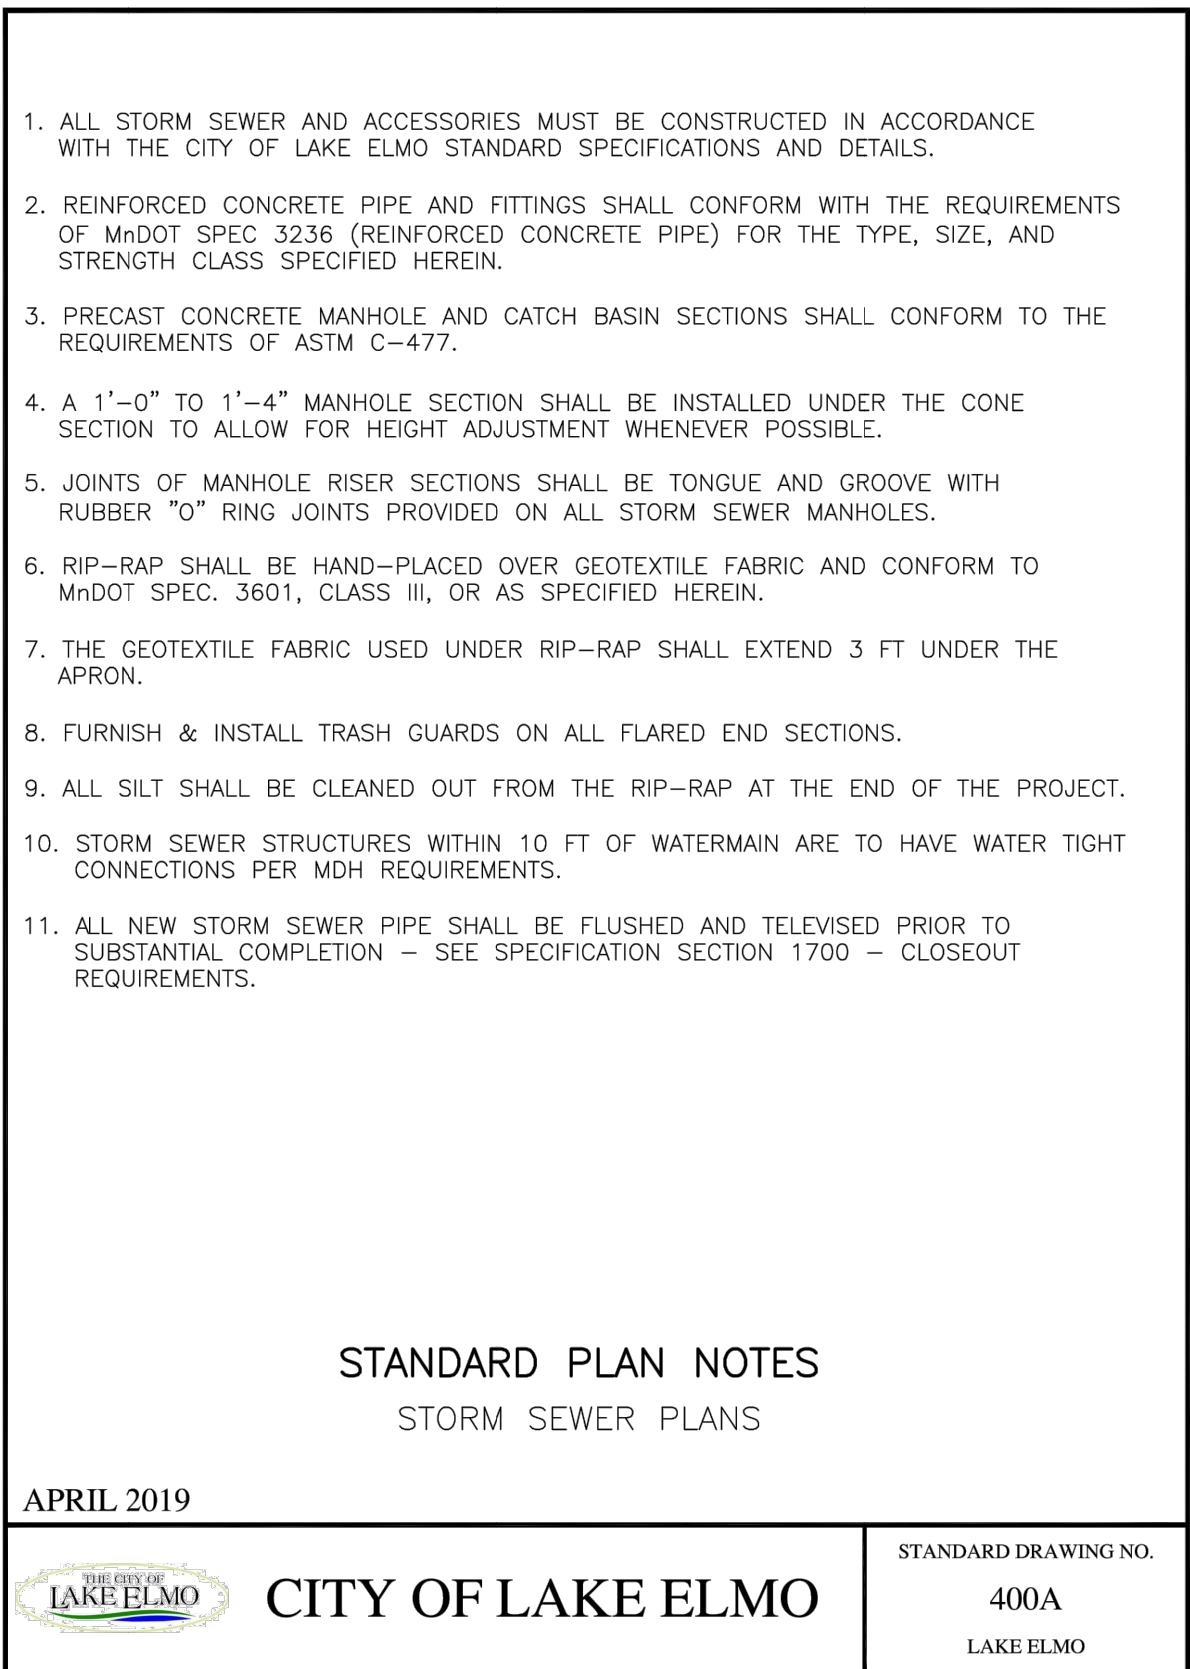 1. ALL STORM SEWER AND ACCESSORIES MUST BE CONSTRUCTED IN ACCORDANCE
WITH THE CITY OF LAKE ELMO STANDARD SPECIFICATIONS AND DETAILS.
2. REINFORCED CONCRETE PIPE AND FITTINGS SHALL CONFORM WITH THE REQUIREMENTS
OF MnDOT SPEC 3236 (REINFORCED CONCRETE PIPE) FOR THE TYPE, SIZE, AND
STRENGTH CLASS SPECIFIED HEREIN.
3. PRECAST CONCRETE MANHOLE AND CATCH BASIN SECTIONS SHALL CONFORM TO THE
REQUIREMENTS OF ASTM C-477.
4. A 1'-0" TO 1'-4" MANHOLE SECTION SHALL BE INSTALLED UNDER THE CONE
SECTION TO ALLOW FOR HEIGHT ADJUSTMENT WHENEVER POSSIBLE.
5. JOINTS OF MANHOLE RISER SECTIONS SHALL BE TONGUE AND GROOVE WITH
RUBBER "O" RING JOINTS PROVIDED ON ALL STORM SEWER MANHOLES.
6. RIP-RAP SHALL BE HAND-PLACED OVER GEOTEXTILE FABRIC AND CONFORM TO
MnDOT SPEC. 3601, CLASS III, OR AS SPECIFIED HEREIN.
7. THE GEOTEXTILE FABRIC USED UNDER RIP-RAP SHALL EXTEND 3 FT UNDER THE
APRON.
8. FURNISH & INSTALL TRASH GUARDS ON ALL FLARED END SECTIONS.
9. ALL SILT SHALL BE CLEANED OUT FROM THE RIP-RAP AT THE END OF THE PROJECT.
10. STORM SEWER STRUCTURES WITHIN 10 FT OF WATERMAIN ARE TO HAVE WATER TIGHT
CONNECTIONS PER MDH REQUIREMENTS.
11. ALL NEW STORM SEWER PIPE SHALL BE FLUSHED AND TELEVISED PRIOR TO
SUBSTANTIAL COMPLETION - SEE SPECIFICATION SECTION 1700 - CLOSEOUT
REQUIREMENTS.
STANDARD PLAN NOTES
STORM SEWER PLANS
APRIL 2019
THE CITY OF
LAKE ELMO
CITY OF LAKE ELMO
STANDARD DRAWING NO.
400A
LAKE ELMO